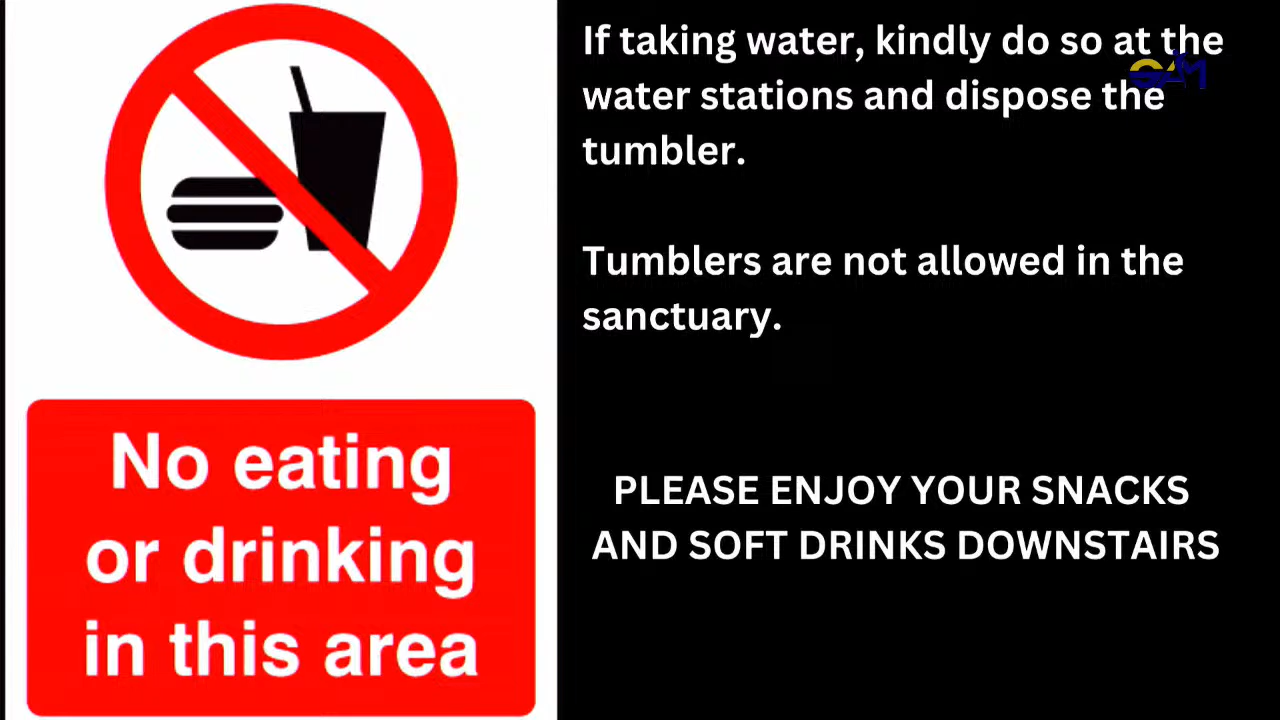 No eating
or drinking
in this area
If taking water, kindly do so at the
water stations and dispose the
tumbler.
Tumblers are not allowed in the
sanctuary.
PLEASE ENJOY YOUR SNACKS
AND SOFT DRINKS DOWNSTAIRS